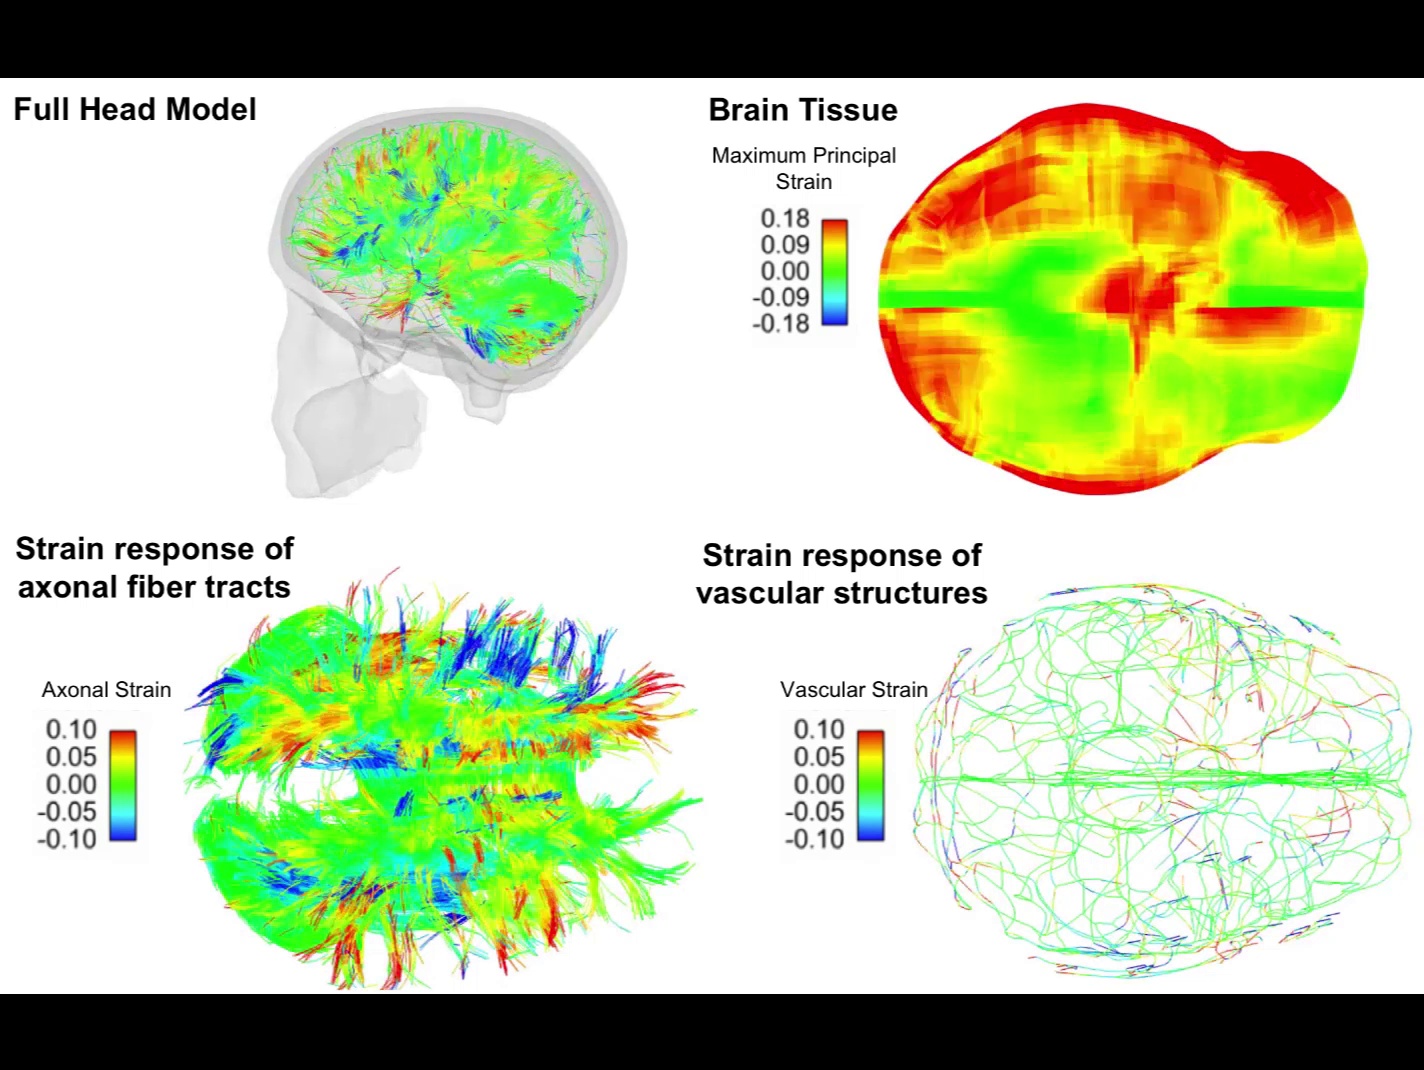 Full Head Model
Brain Tissue
Maximum Principal
Strain
0.18
0.09
0.00
-0.09
-0.18
Strain response of
axonal fiber tracts
Axonal Strain
0.10
0.05
0.00
-0.05
-0.10
Strain response of
vascular structures
Vascular Strain
0.10
0.05
0.00
-0.05
-0.10